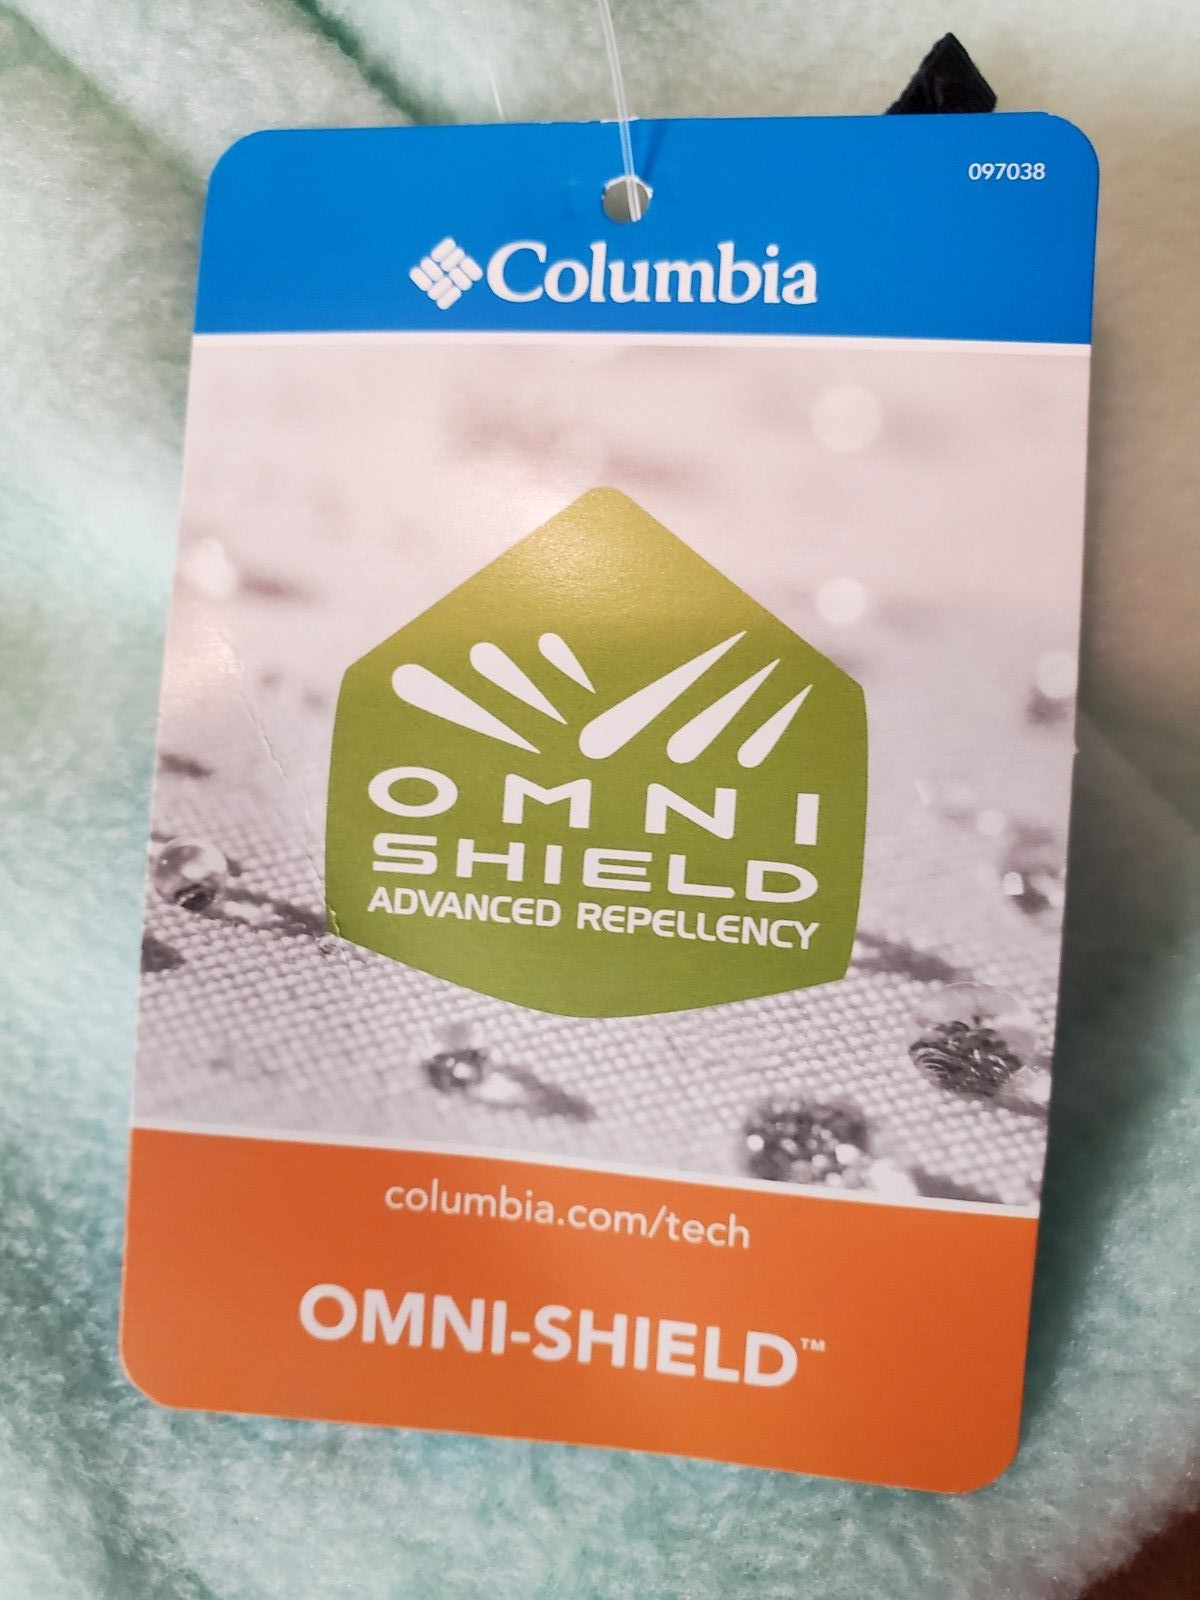 097038
Columbia
OMNI
SHIELD
ADVANCED REPELLENCY
columbia.com/tech
OMNI-SHIELD™